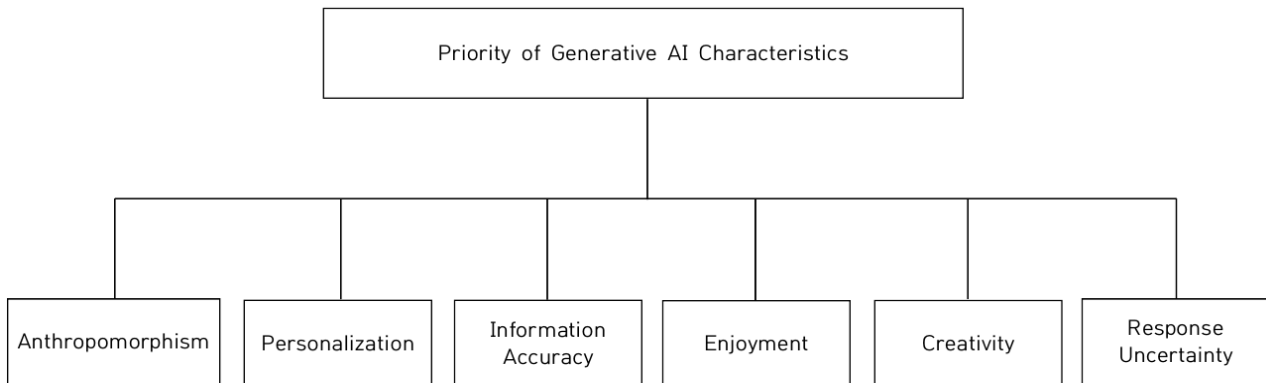 Priority of Generative AI Characteristics
Anthropomorphism
Personalization
Information
Accuracy
Enjoyment
Creativity
Response
Uncertainty